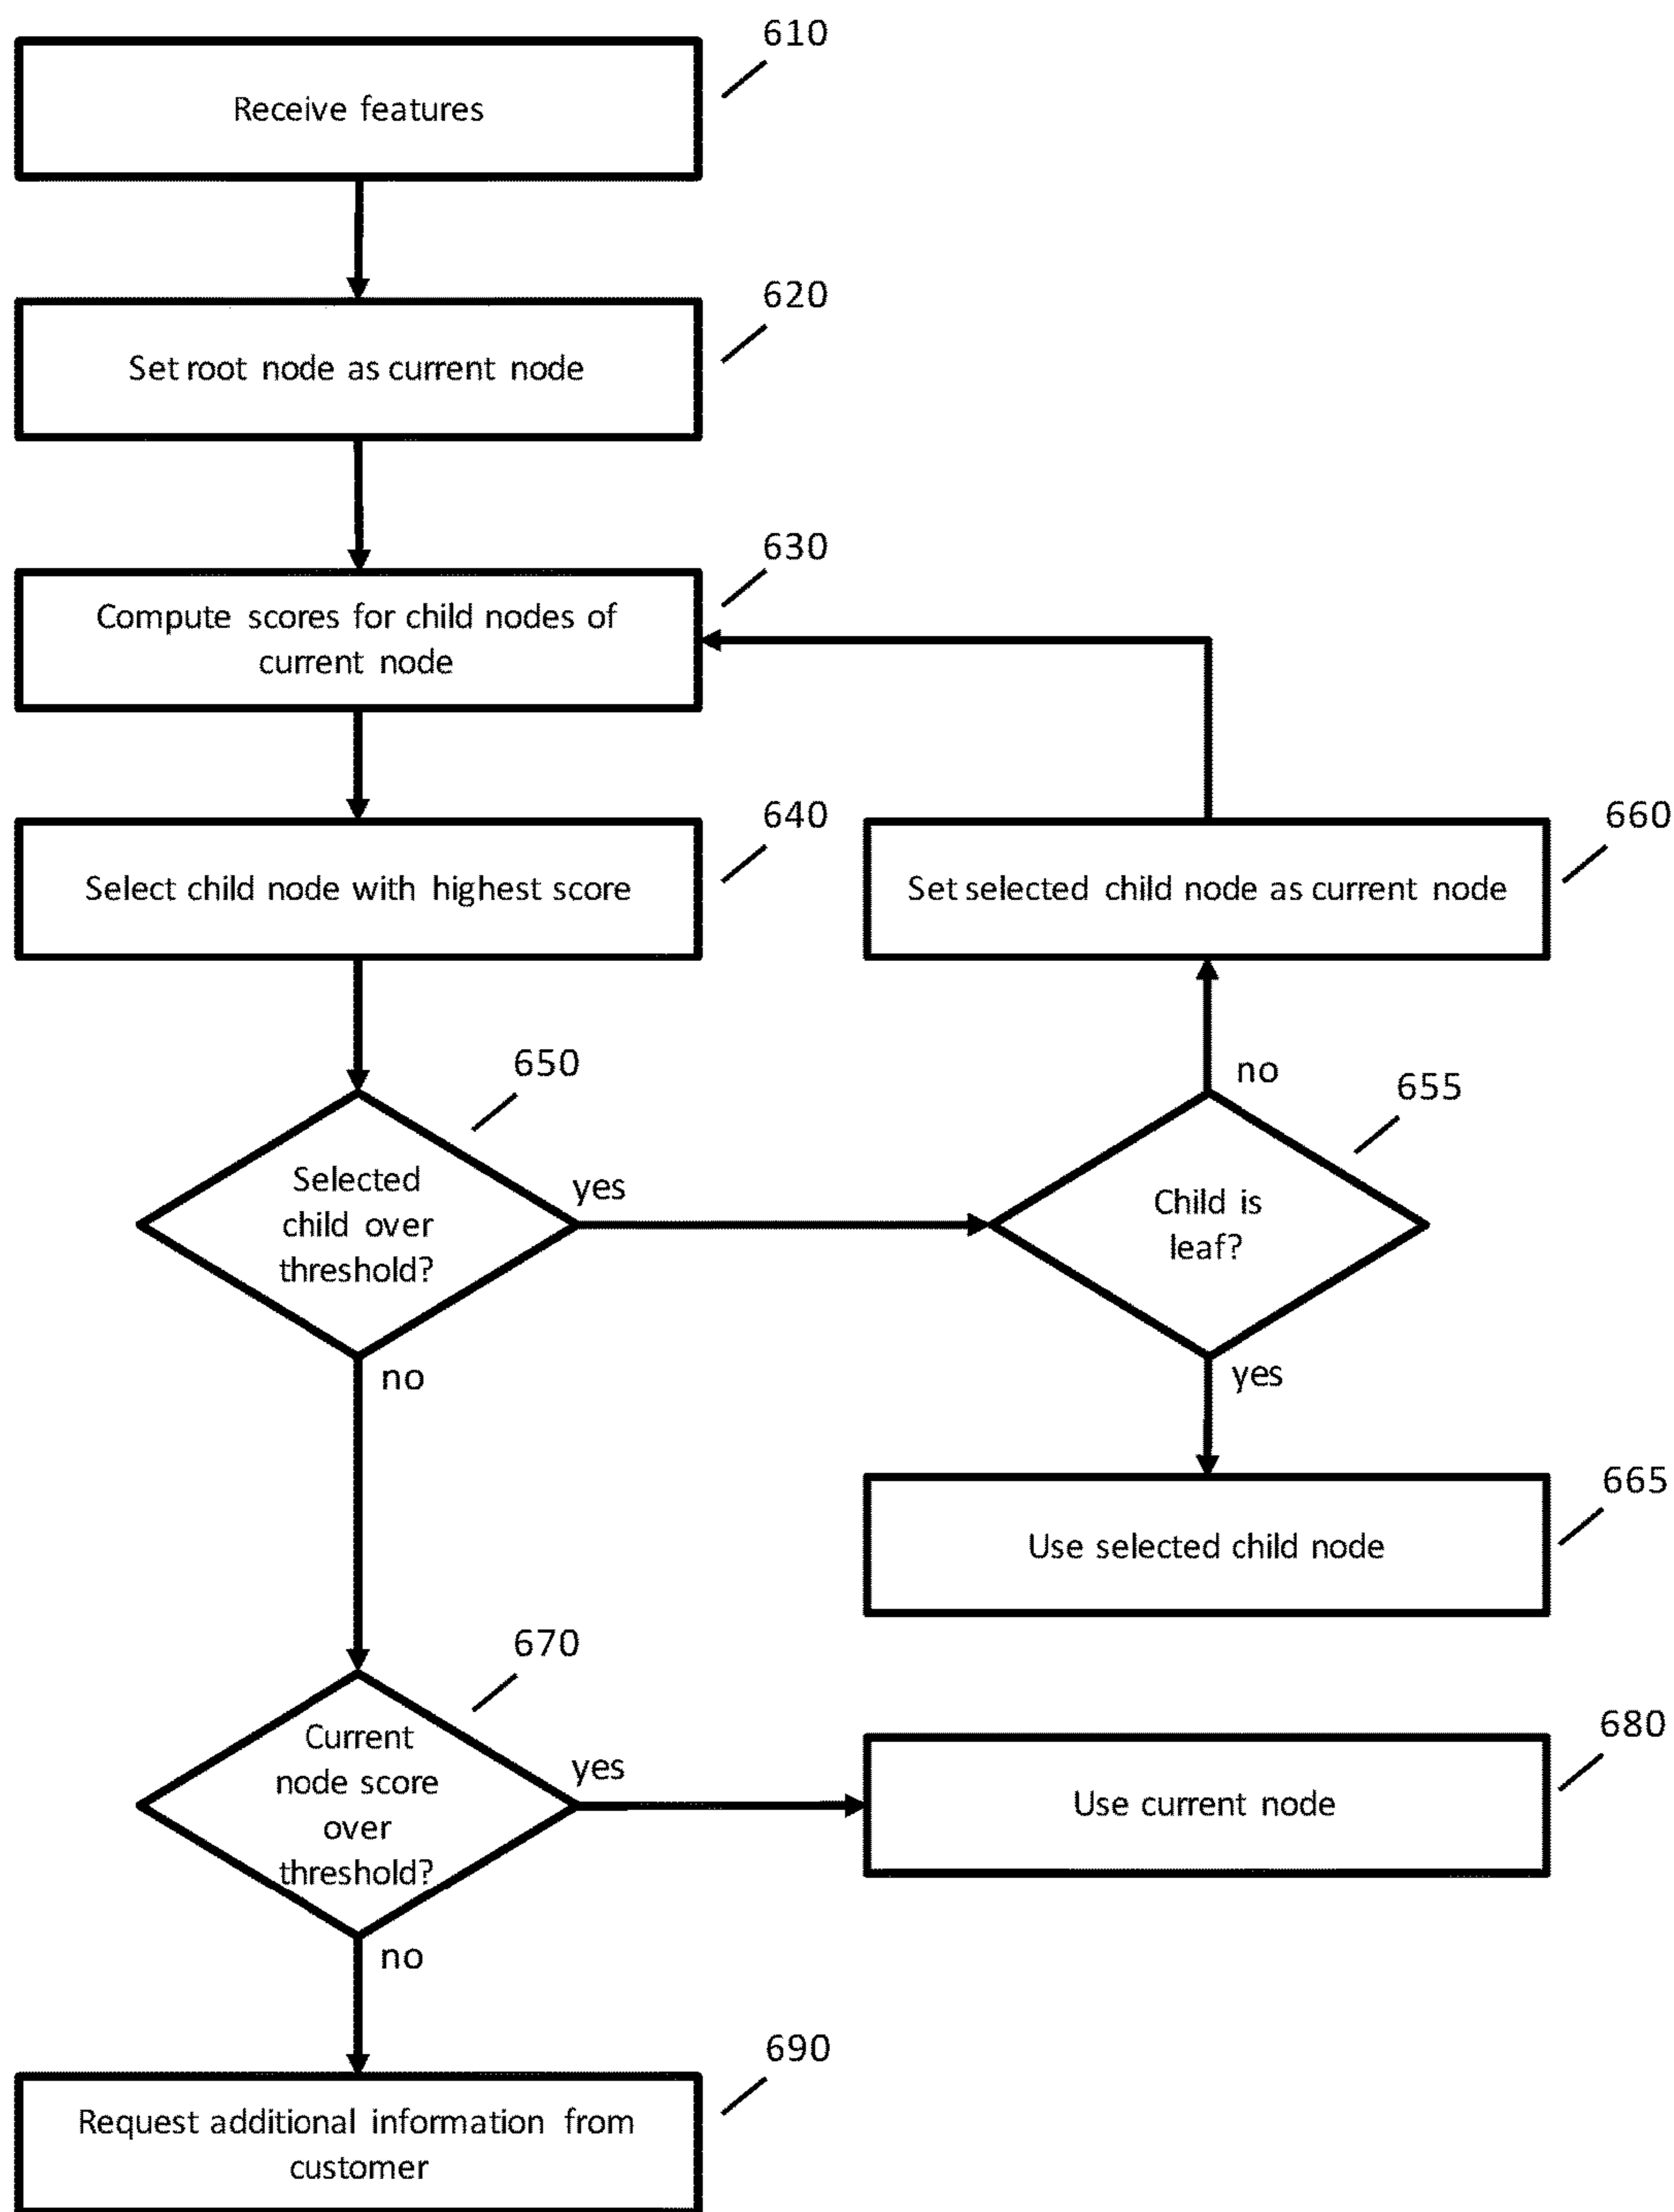 610
Receive features
620
Set root node as current node
630
Compute scores for child nodes of
current node
640
Select child node with highest score
660
Set selected child node as current node
650
Selected
child over
threshold?
yes
no
655
Child is
leaf?
no
yes
665
Use selected child node
670
Current
node score
over
threshold?
yes
no
680
Use current node
690
Request additional information from
customer